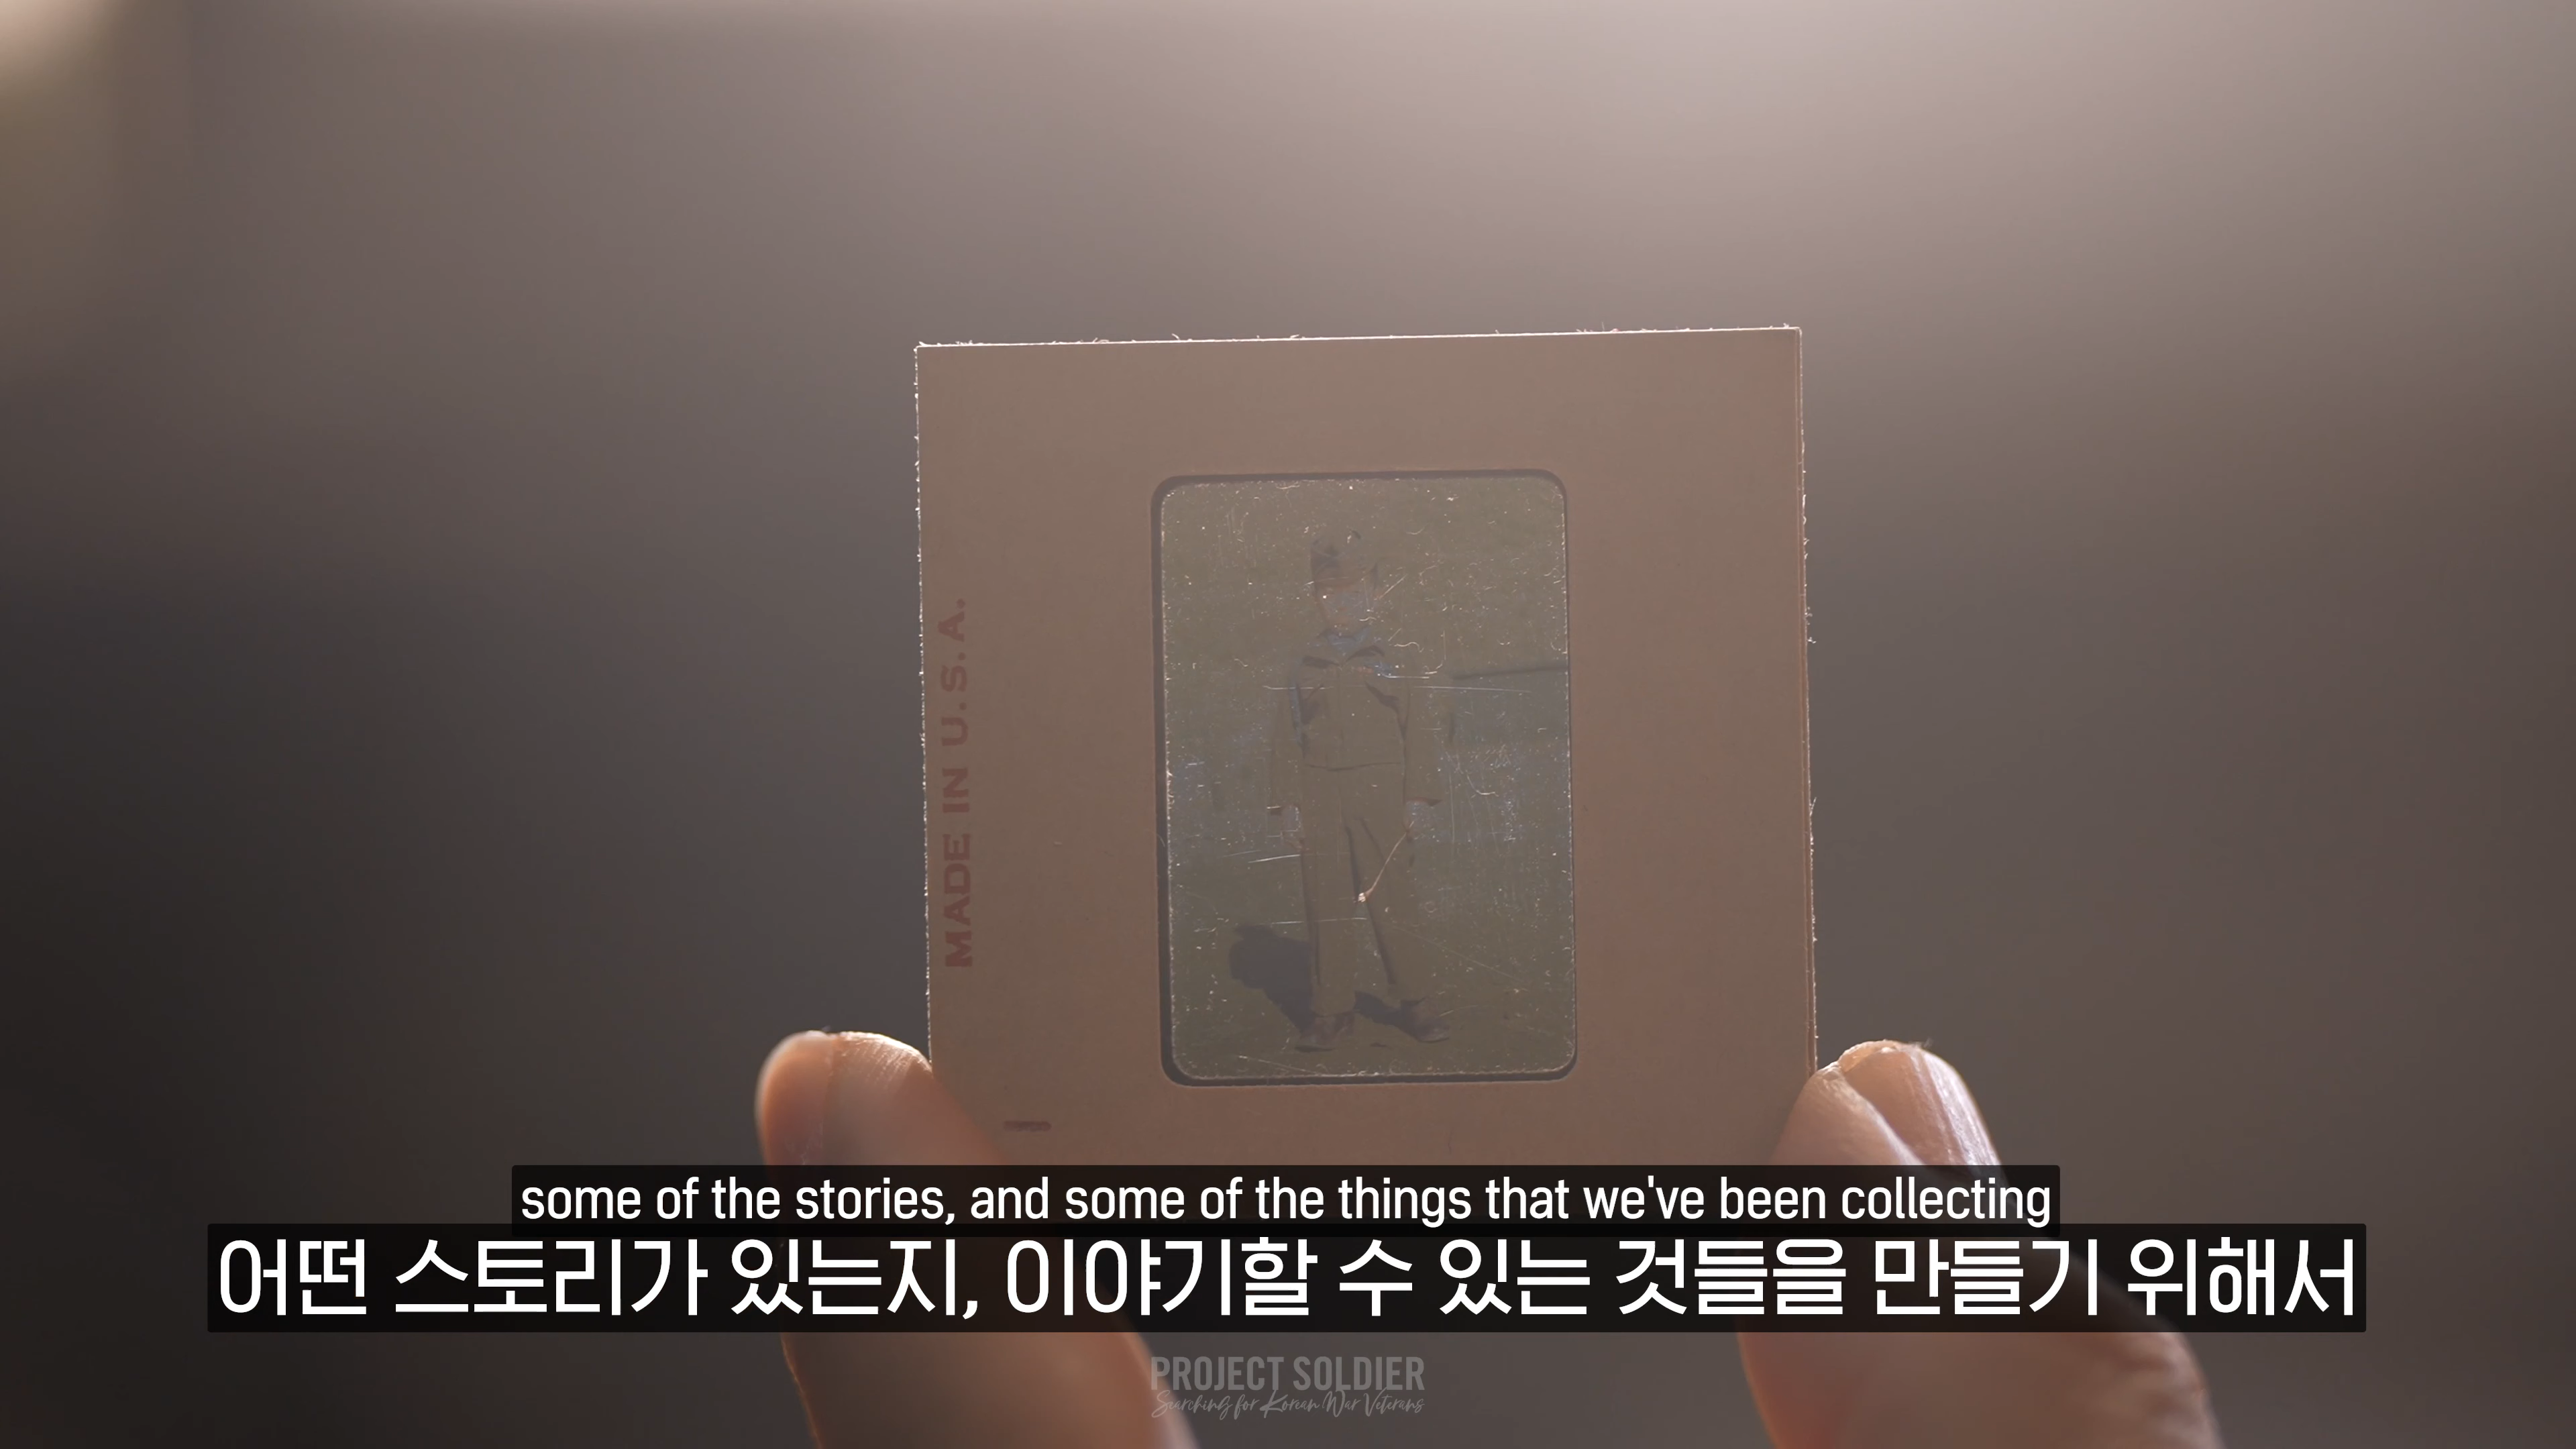 MADE IN U.S.A.
some of the stories, and some of the things that we've been collecting
어떤 스토리가 있는지, 이야기할 수 있는 것들을 만들기 위해서
PROJECT SOLDIER
Searching for Korean War Veterans